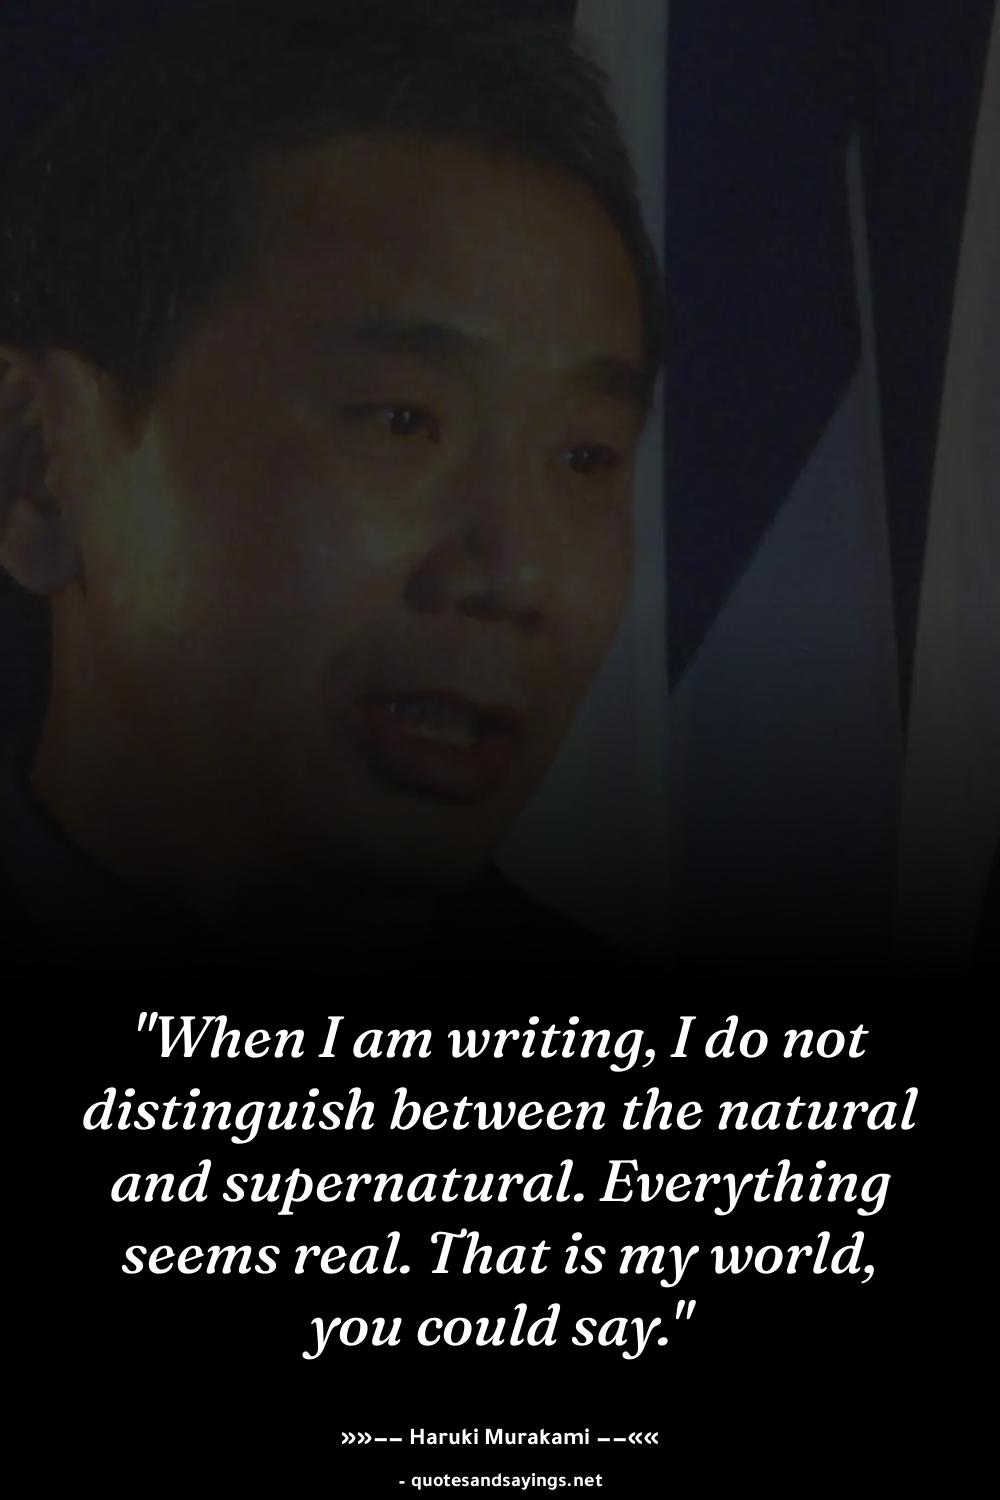 "When I am writing, I do not
distinguish between the natural
and supernatural. Everything
seems real. That is my world,
you could say."
»»–– Haruki Murakami ––««
- quotesandsayings.net